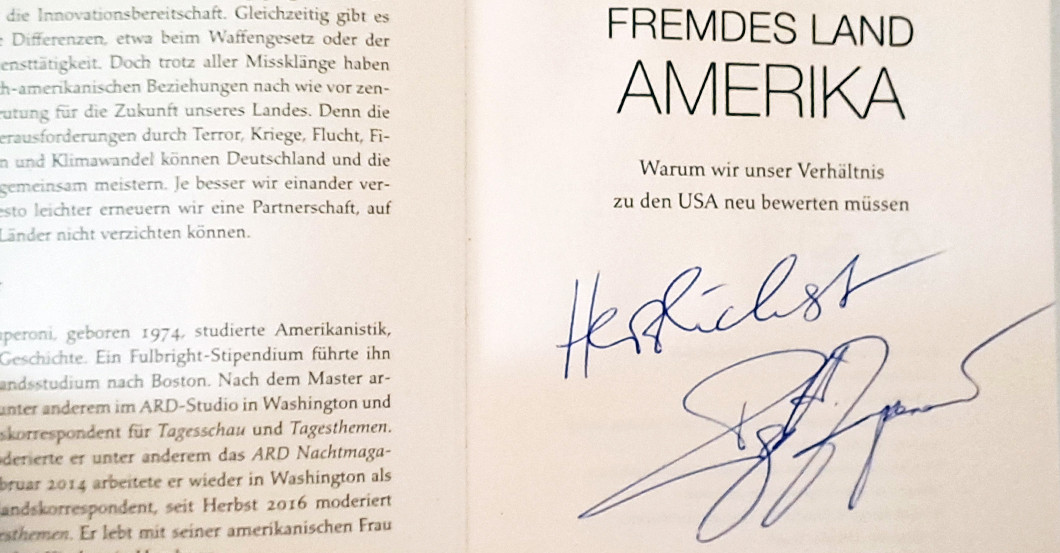 die Innovationsbereitschaft. Gleichzeitig gibt es
Differenzen, etwa beim Waffengesetz oder der
ensttätigkeit. Doch trotz aller Missklänge haben
h-amerikanischen Beziehungen nach wie vor zen-
eutung für die Zukunft unseres Landes. Denn die
erausforderungen durch Terror, Kriege, Flucht, Fi-
n und Klimawandel können Deutschland und die
gemeinsam meistern. Je besser wir einander ver-
esto leichter erneuern wir eine Partnerschaft, auf
Länder nicht verzichten können.
peroni, geboren 1974, studierte Amerikanistik,
Geschichte. Ein Fulbright-Stipendium führte ihn
andsstudium nach Boston. Nach dem Master ar-
unter anderem im ARD-Studio in Washington und
skorrespondent für Tagesschau und Tagesthemen.
derierte er unter anderem das ARD Nachtmaga-
bruar 2014 arbeitete er wieder in Washington als
andskorrespondent, seit Herbst 2016 moderiert
esthemen. Er lebt mit seiner amerikanischen Frau
FREMDES LAND
AMERIKA
Warum wir unser Verhältnis
zu den USA neu bewerten müssen
Herzlichst